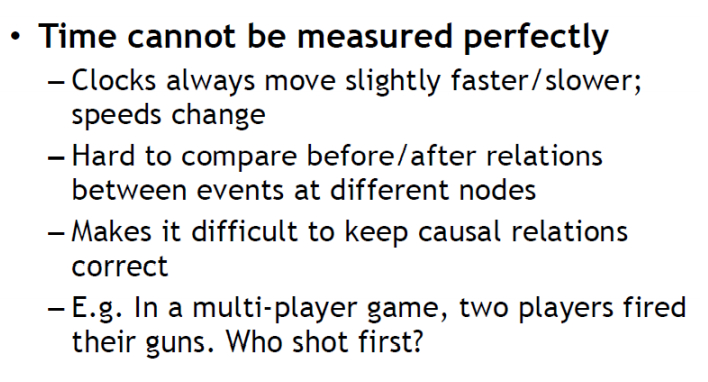 • Time cannot be measured perfectly
– Clocks always move slightly faster/slower;
speeds change
– Hard to compare before/after relations
between events at different nodes
– Makes it difficult to keep causal relations
correct
– E.g. In a multi-player game, two players fired
their guns. Who shot first?